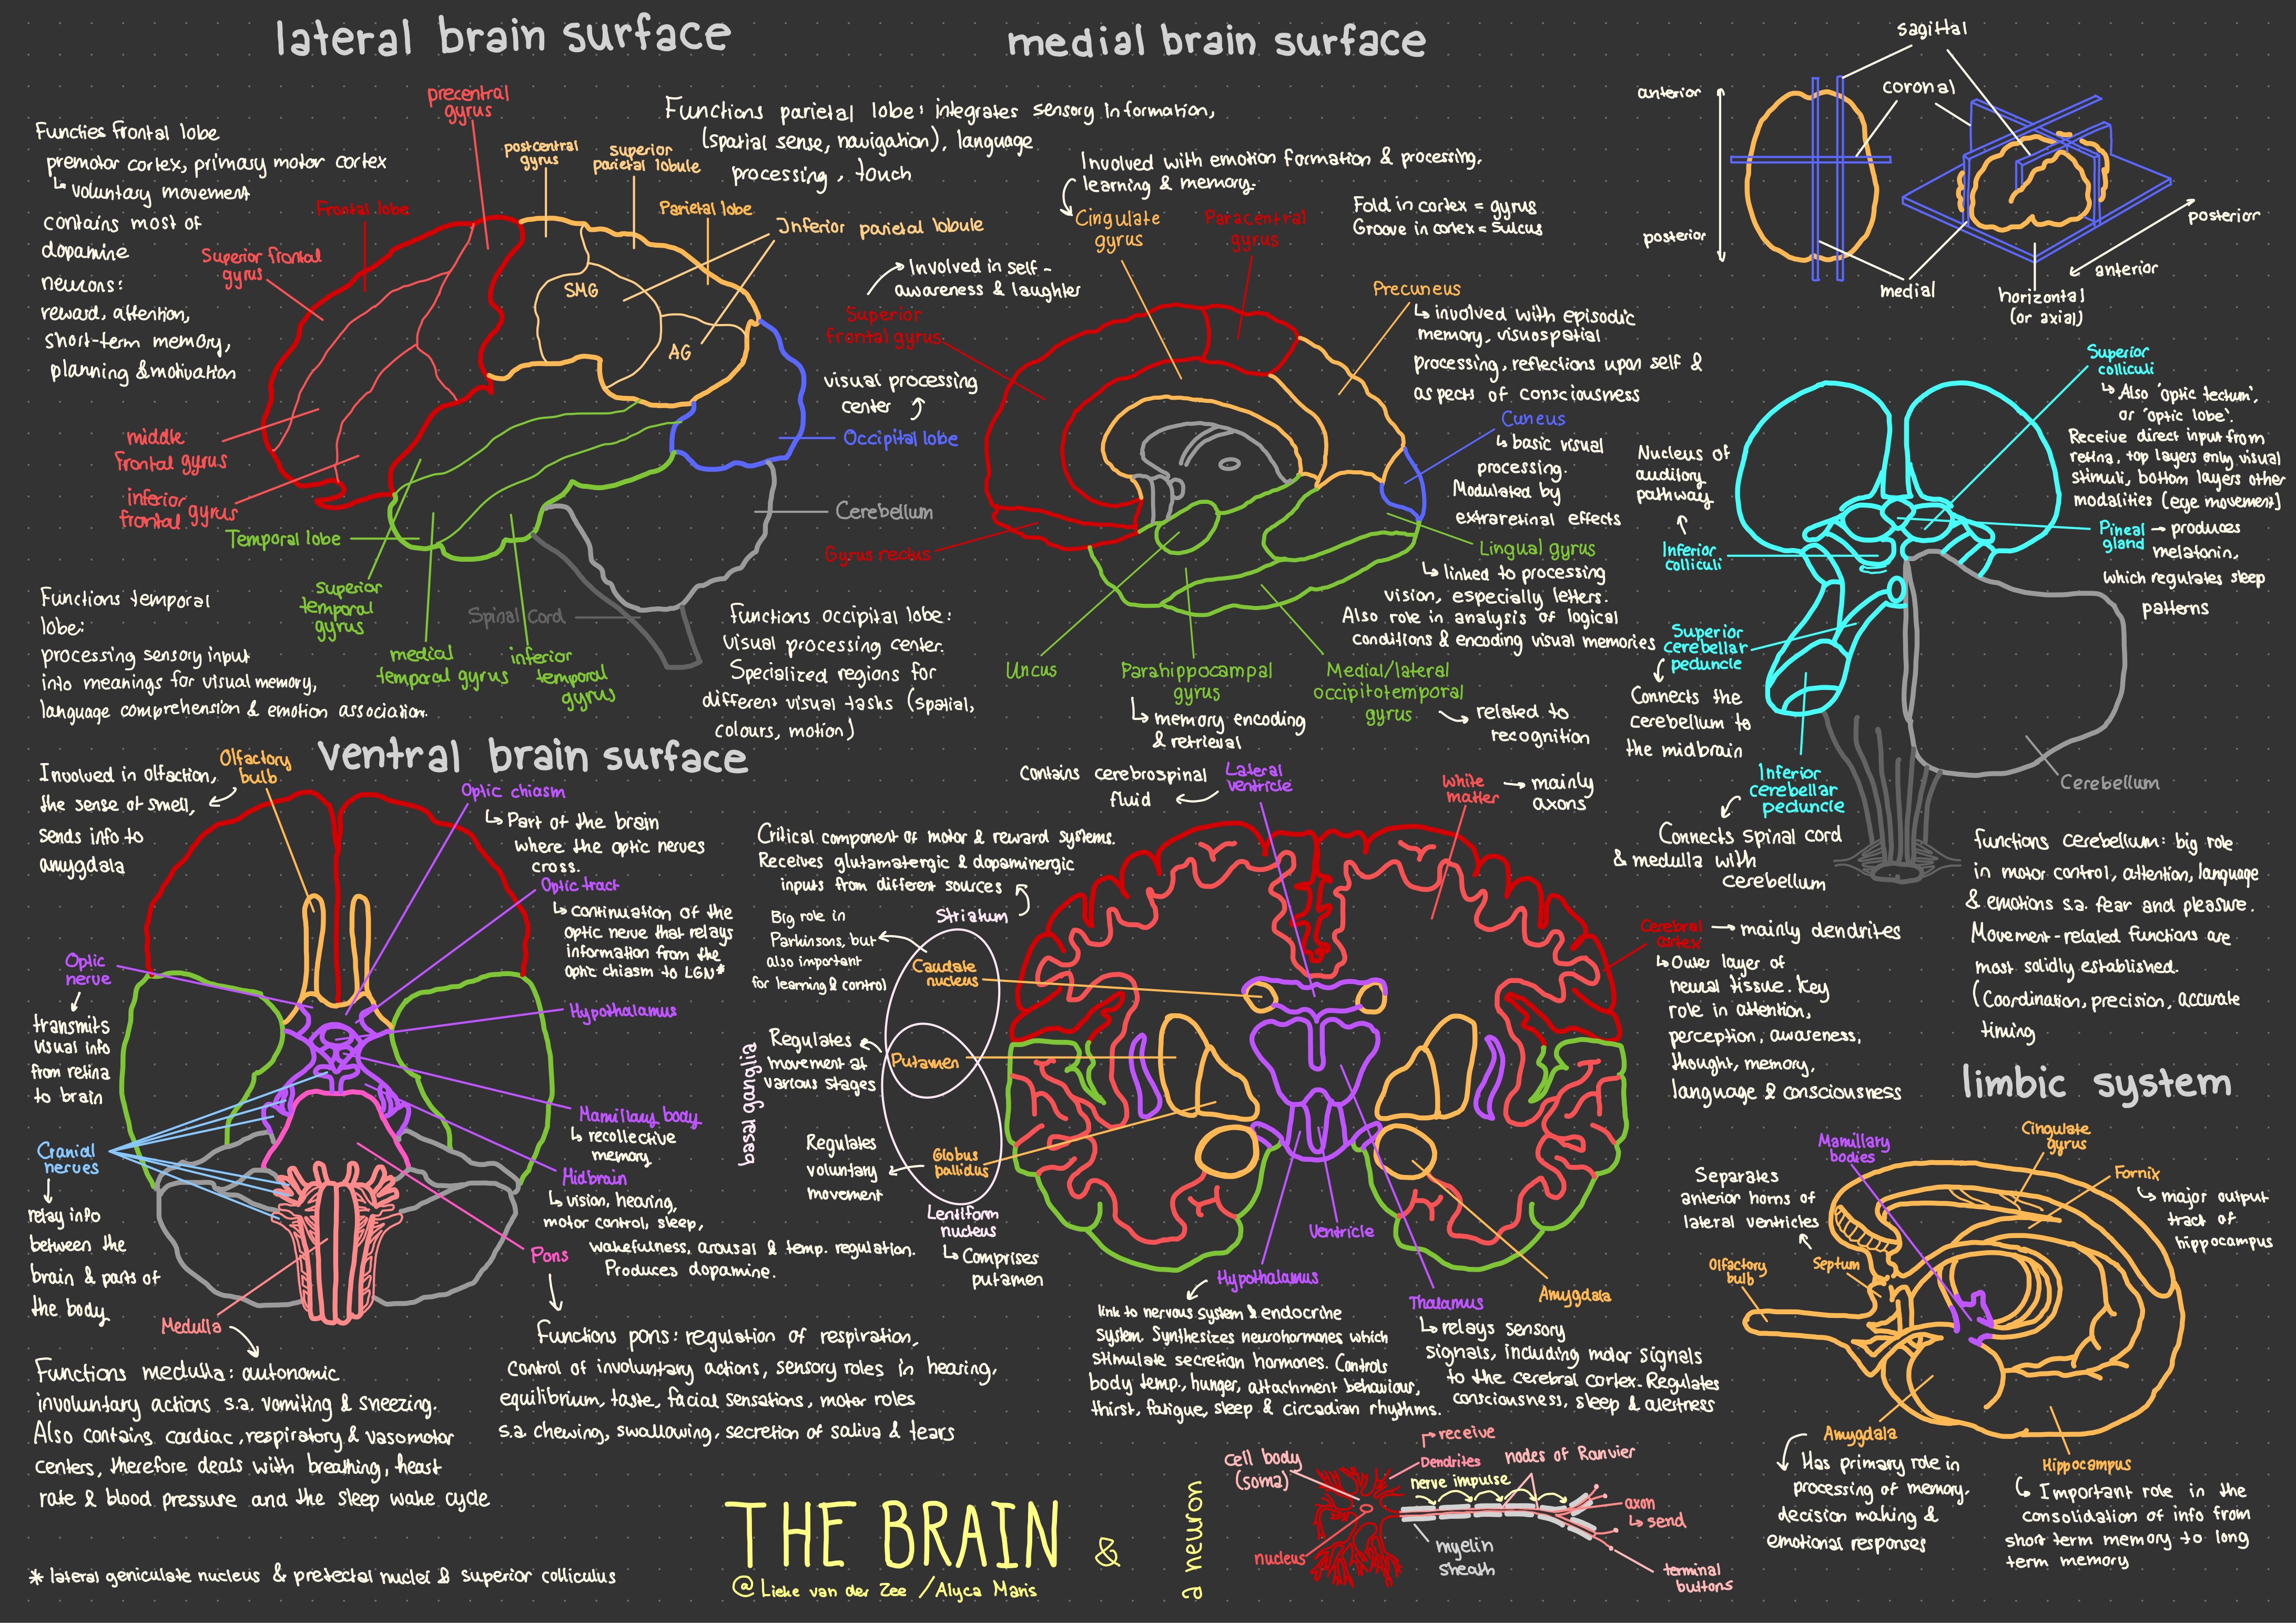 lateral brain surface
Functies frontal lobe
premotor cortex, primary motor cortex
↳ voluntary movement
contains most of
dopamine
neurons:
reward, attention,
short-term memory,
planning & motivation
precentral
gyrus
postcentral
gyrus
superior
parietal lobule
Functions parietal lobe: integrates sensory information,
(spatial sense, navigation), language
processing, touch
Parietal lobe
Inferior parietal lobule
Frontal lobe
Superior frontal
gyrus
SMG
AG
middle
frontal gyrus
inferior
frontal gyrus
visual processing
center
Occipital lobe
Cerebellum
Temporal lobe
Superior
temporal
gyrus
medial
temporal gyrus
inferior
temporal
gyrus
Spinal Cord
Functions temporal
lobe:
processing sensory input
into meanings for visual memory,
language comprehension & emotion association.
Functions occipital lobe:
Visual processing center.
Specialized regions for
different visual tasks (spatial,
colours, motion)
medial brain surface
Involved with emotion formation & processing,
learning & memory.
Cingulate
gyrus
Paracentral
gyrus
Fold in cortex = gyrus
Groove in cortex = sulcus
Involved in self-
awareness & laughter
Superior
frontal gyrus
Precuneus
↳ involved with episodic
memory, visuospatial
processing, reflections upon self &
aspects of consciousness
Cuneus
↳ basic visual
processing.
Modulated by
extraretinal effects
Gyrus rectus
Lingual gyrus
↳ linked to processing
vision, especially letters.
Also role in analysis of logical
conditions & encoding visual memories
Uncus
Parahippocampal
gyrus
↳ memory encoding
& retrieval
Medial/lateral
occipitotemporal
gyrus
related to
recognition
sagittal
coronal
anterior
posterior
medial
horizontal
(or axial)
posterior
anterior
Superior
colliculi
↳ Also 'optic tectum',
or 'optic lobe'.
Receive direct input from
retina, top layers only visual
stimuli, bottom layers other
modalities (eye movement)
Nucleus of
auditory
pathway
Inferior
colliculi
Pineal
gland → produces
melatonin,
which regulates sleep
patterns
Superior
cerebellar
peduncle
Connects the
cerebellum to
the midbrain
Inferior
cerebellar
peduncle
Connects spinal cord
& medulla with
cerebellum
Cerebellum
Functions cerebellum: big role
in motor control, attention, language
& emotions s.a. fear and pleasure.
Movement-related functions are
most solidly established.
(Coordination, precision, accurate
timing
ventral brain surface
Involved in olfaction,
the sense of smell,
sends info to
amygdala
Olfactory
bulb
Optic chiasm
↳ Part of the brain
where the optic nerves
cross.
Optic tract
↳ continuation of the
optic nerve that relays
information from the
optic chiasm to LGN*
Optic
nerve
transmits
visual info
from retina
to brain
Hypothalamus
Mamillary body
↳ recollective
memory
Midbrain
↳ vision, hearing,
motor control, sleep,
wakefulness, arousal & temp. regulation.
Produces dopamine.
Cranial
nerves
relay info
between the
brain & parts of
the body
Pons
Medulla
Functions medulla: autonomic
involuntary actions s.a. vomiting & sneezing.
Also contains cardiac, respiratory & vasomotor
centers, therefore deals with breathing, heart
rate & blood pressure and the sleep wake cycle
Functions pons: regulation of respiration,
control of involuntary actions, sensory roles in hearing,
equilibrium, taste, facial sensations, motor roles
s.a. chewing, swallowing, secretion of saliva & tears
* lateral geniculate nucleus & pretectal nuclei & superior colliculus
Contains cerebrospinal
fluid
Lateral
ventricle
White
matter → mainly
axons
Critical component of motor & reward systems.
Receives glutamatergic & dopaminergic
inputs from different sources
Striatum
Big role in
Parkinsons, but
also important
for learning & control
Caudate
nucleus
Regulates
movement at
various stages
Putamen
basal ganglia
Regulates
voluntary
movement
Globus
pallidus
Lentiform
nucleus
↳ Comprises
putamen
Cerebral
cortex → mainly dendrites
↳ Outer layer of
neural tissue. Key
role in attention,
perception, awareness,
thought, memory,
language & consciousness
Ventricle
Hypothalamus
link to nervous system & endocrine
system. Synthesizes neurohormones which
stimulate secretion hormones. Controls
body temp., hunger, attachment behaviour,
thirst, fatigue, sleep & circadian rhythms.
Thalamus
↳ relays sensory
signals, including motor signals
to the cerebral cortex. Regulates
consciousness, sleep & alertness
Amygdala
limbic system
Mamillary
bodies
Cingulate
gyrus
Fornix
↳ major output
tract of
hippocampus
Separates
anterior horns of
lateral ventricles
Septum
Olfactory
bulb
Amygdala
Has primary role in
processing of memory,
decision making &
emotional responses
Hippocampus
↳ Important role in the
consolidation of info from
short term memory to long
term memory
THE BRAIN &
@ Lieke van der Zee / Alyca Maris
a neuron
cell body
(soma)
receive
Dendrites
nodes of Ranvier
nerve impulse
axon
↳ send
nucleus
myelin
sheath
terminal
buttons